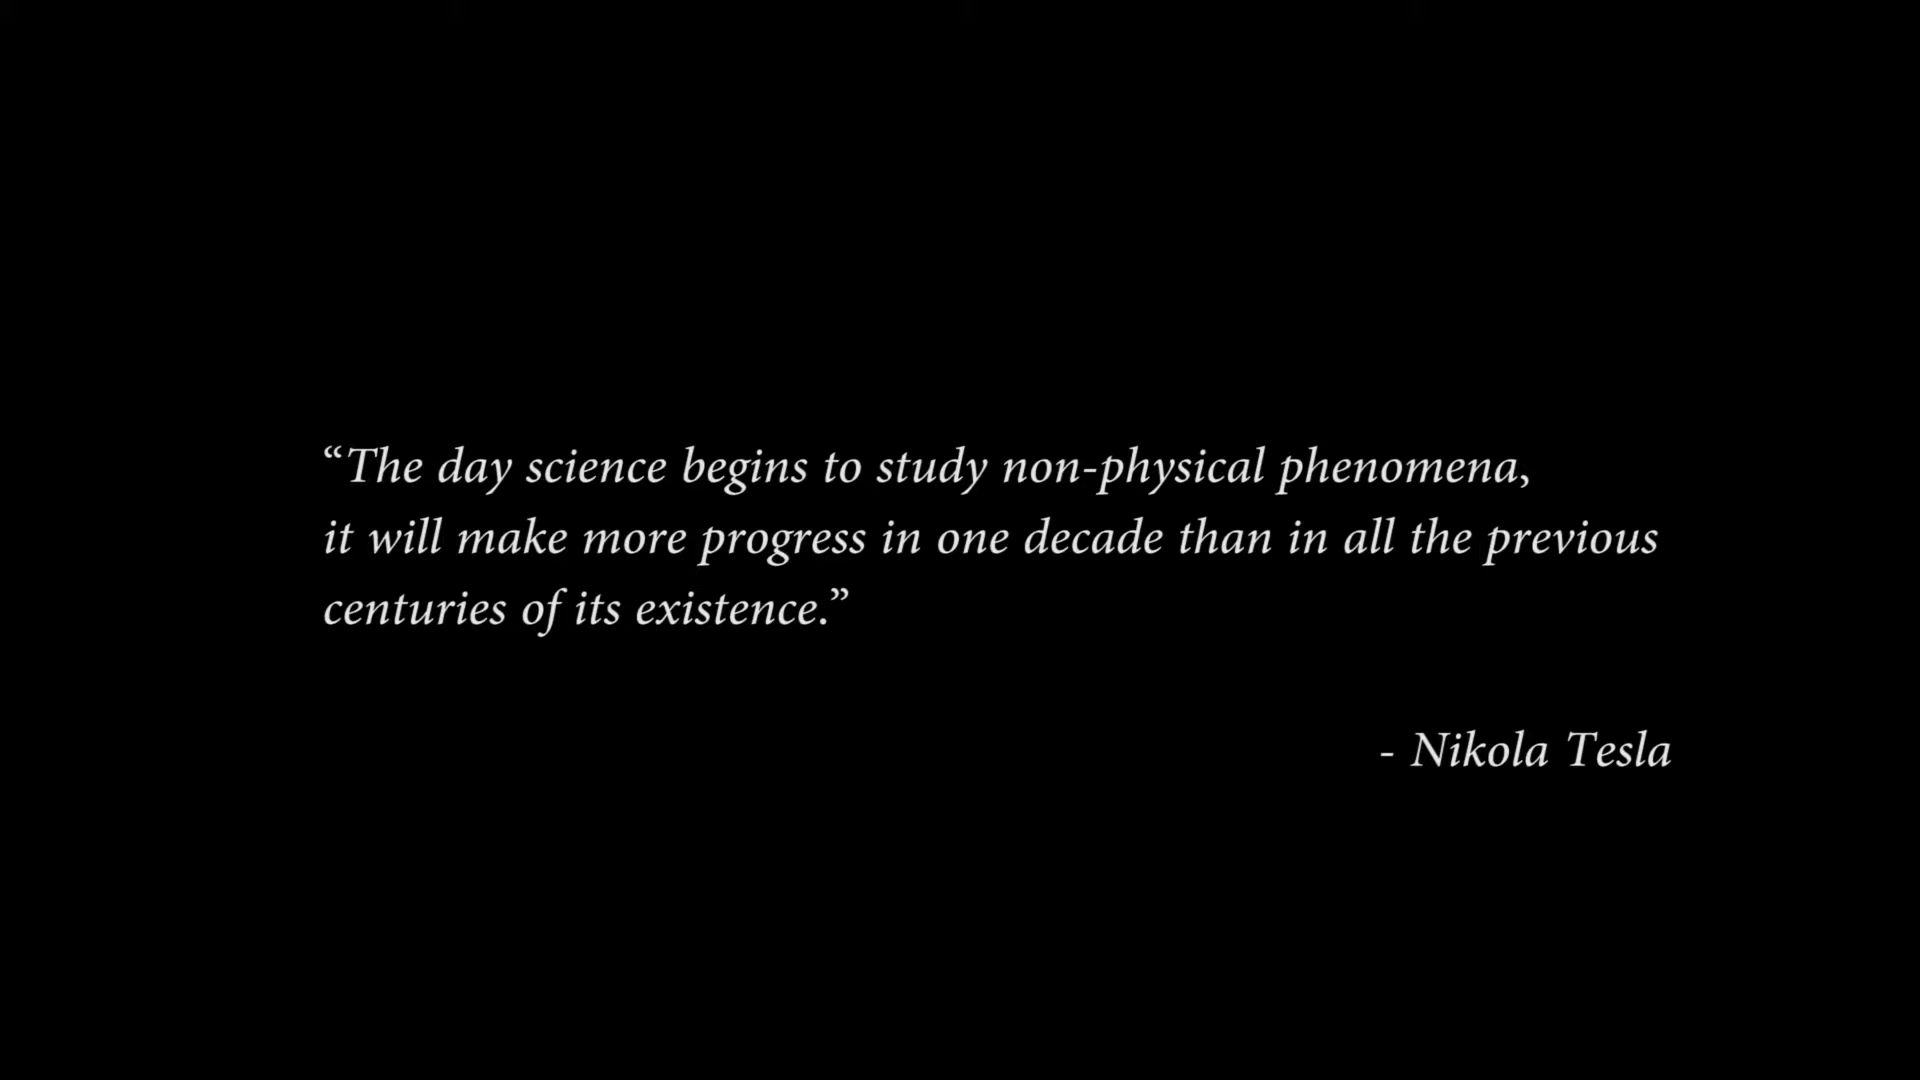 “The day science begins to study non-physical phenomena,
it will make more progress in one decade than in all the previous
centuries of its existence.”
- Nikola Tesla